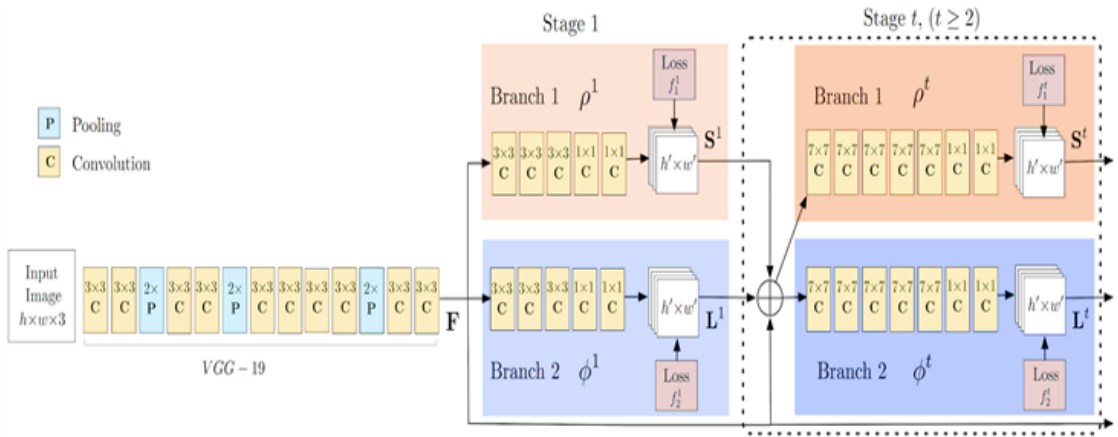 Stage 1
Stage t, (t ≥ 2)
P Pooling
C Convolution
Branch 1 ρ¹
Loss
f₁¹
3×3 C 3×3 C 3×3 C 1×1 C 1×1 C
h′×w′
S¹
Branch 1 ρᵗ
Loss
f₁ᵗ
7×7 C 7×7 C 7×7 C 7×7 C 7×7 C 1×1 C 1×1 C
h′×w′
Sᵗ
Input
Image
h×w×3
3×3 C 3×3 C 2× P 3×3 C 3×3 C 2× P 3×3 C 3×3 C 3×3 C 3×3 C 2× P 3×3 C 3×3 C
F
VGG – 19
3×3 C 3×3 C 3×3 C 1×1 C 1×1 C
h′×w′
L¹
Branch 2 ϕ¹
Loss
f₂¹
7×7 C 7×7 C 7×7 C 7×7 C 7×7 C 1×1 C 1×1 C
h′×w′
Lᵗ
Branch 2 ϕᵗ
Loss
f₂ᵗ